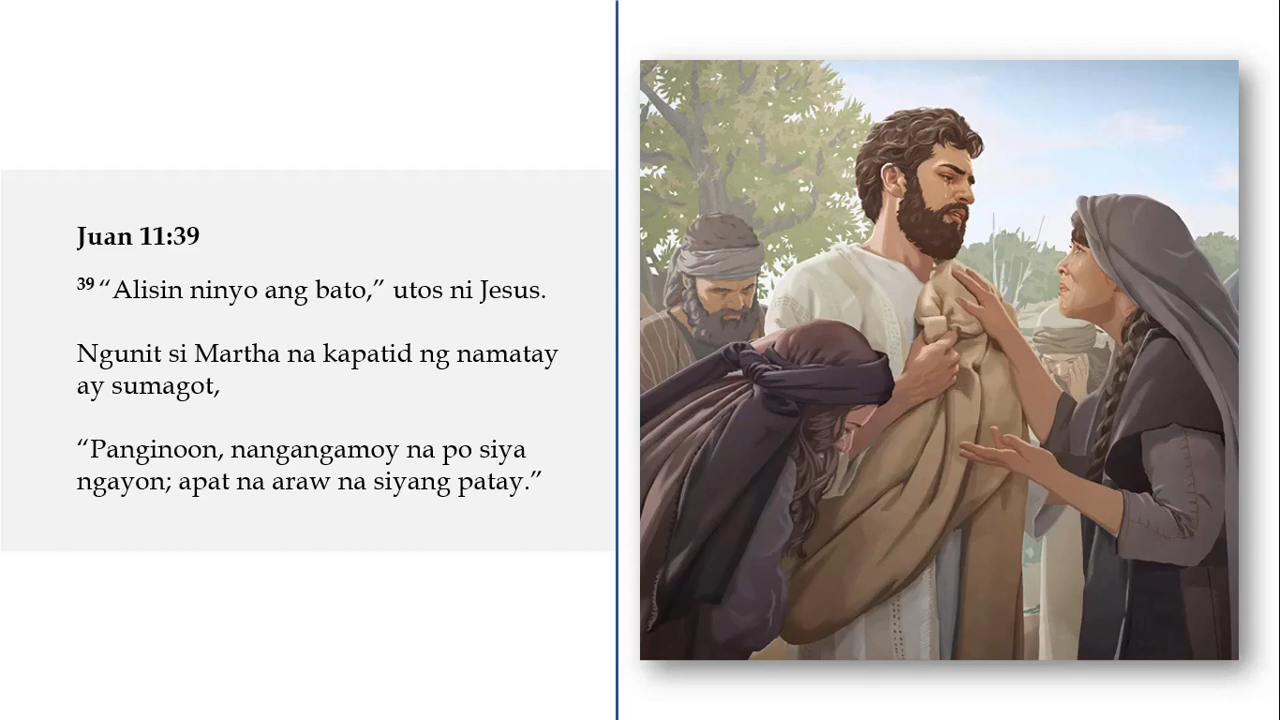 Juan 11:39
39 “Alisin ninyo ang bato,” utos ni Jesus.
Ngunit si Martha na kapatid ng namatay
ay sumagot,
“Panginoon, nangangamoy na po siya
ngayon; apat na araw na siyang patay.”